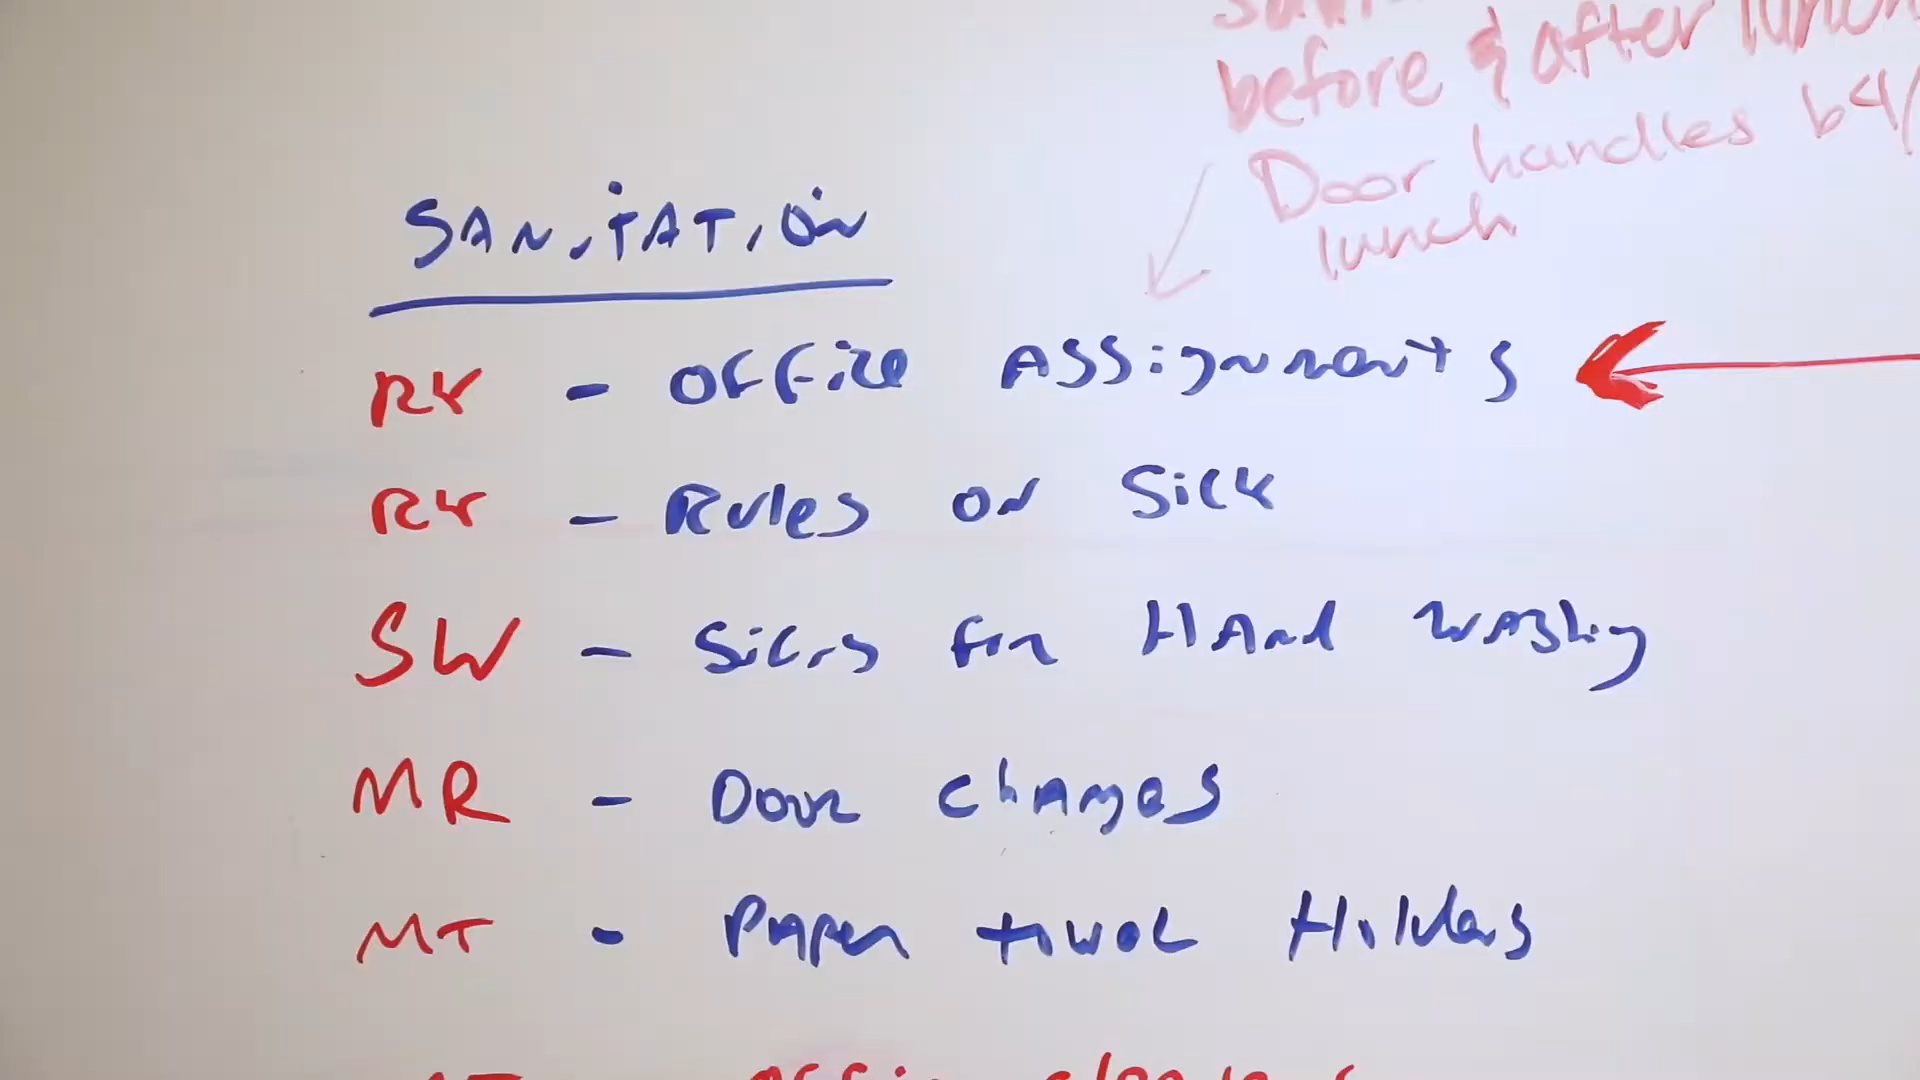 before & after lunch
Door handles b4/
lunch
SANITATION
RK - OFFICE ASSignments
RK - Rules on Sick
SW - Signs for HAnd WAShing
MR - Door ChAnges
MT - PAper towel Holders